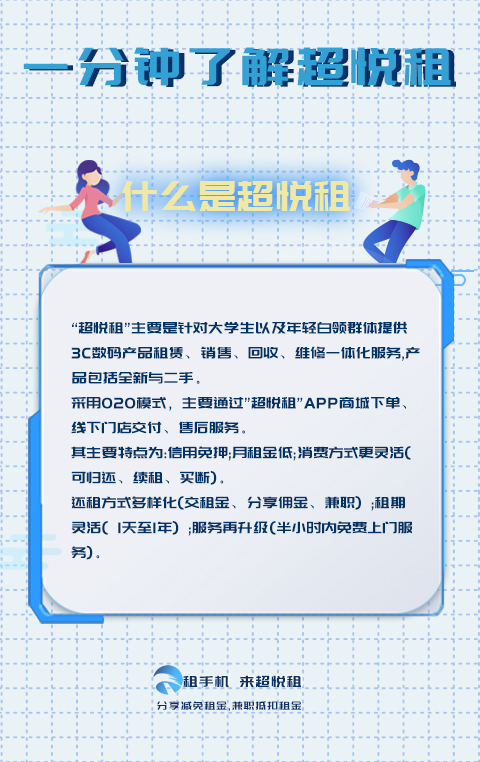 一分钟了解超悦租
什么是超悦租
“超悦租”主要是针对大学生以及年轻白领群体提供
3C数码产品租赁、销售、回收、维修一体化服务,产
品包括全新与二手。
采用O2O模式，主要通过"超悦租"APP商城下单、
线下门店交付、售后服务。
其主要特点为:信用免押;月租金低;消费方式更灵活(
可归还、续租、买断)。
还租方式多样化(交租金、分享佣金、兼职）;租期
灵活( 1天至1年）;服务再升级(半小时内免费上门服
务)。
租手机 来超悦租
分享减免租金,兼职抵扣租金